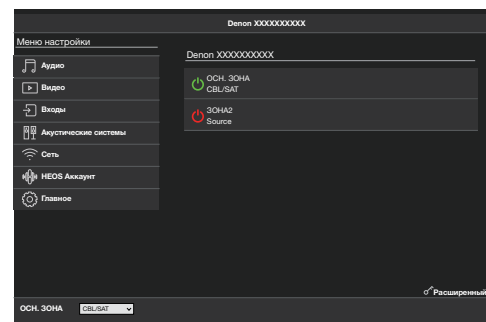 Denon XXXXXXXXXX
Меню настройки
Аудио
Видео
Входы
Акустические системы
Сеть
HEOS Аккаунт
Главное
Denon XXXXXXXXXX
ОСН. ЗОНА
CBL/SAT
ЗОНА2
Source
Расширенный
ОСН. ЗОНА CBL/SAT